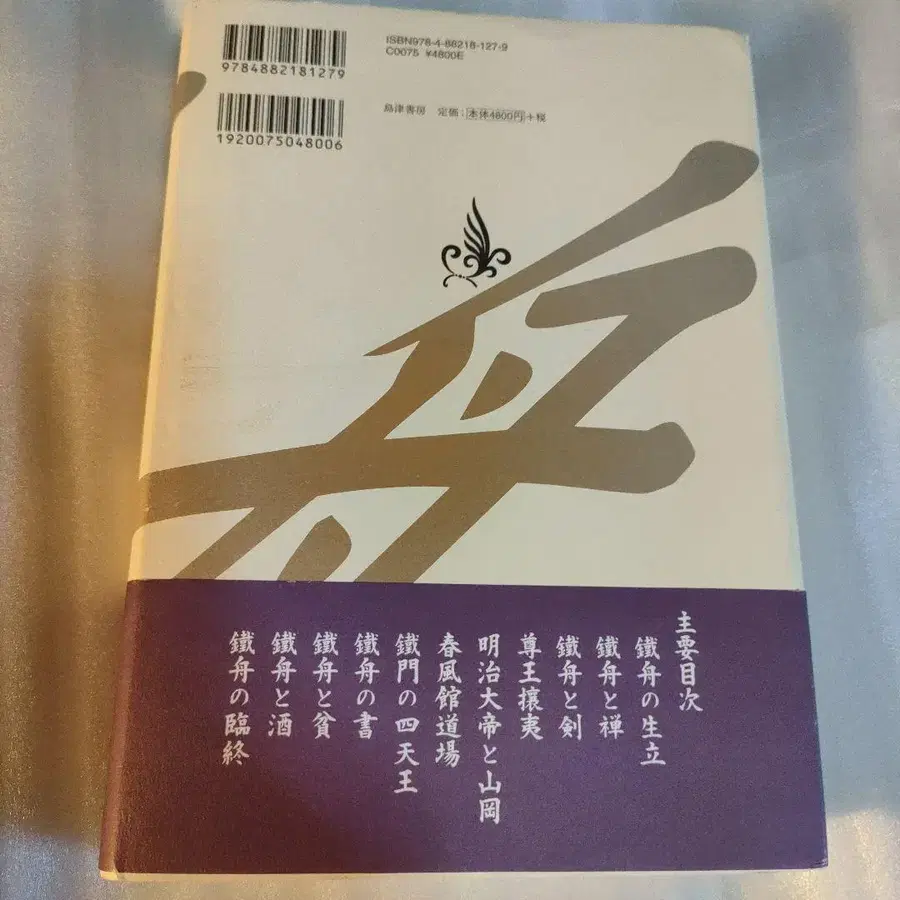 ISBN978-4-88218-127-9
C0075 ¥4800E
9784882181279
島津書房 定価:本体4800円+税
1920075048006
主要目次
鐵舟の生立
鐵舟と禅
鐵舟と剣
尊王攘夷
明治大帝と山岡
春風館道場
鐵門の四天王
鐵舟の書
鐵舟と貧
鐵舟と酒
鐵舟の臨終